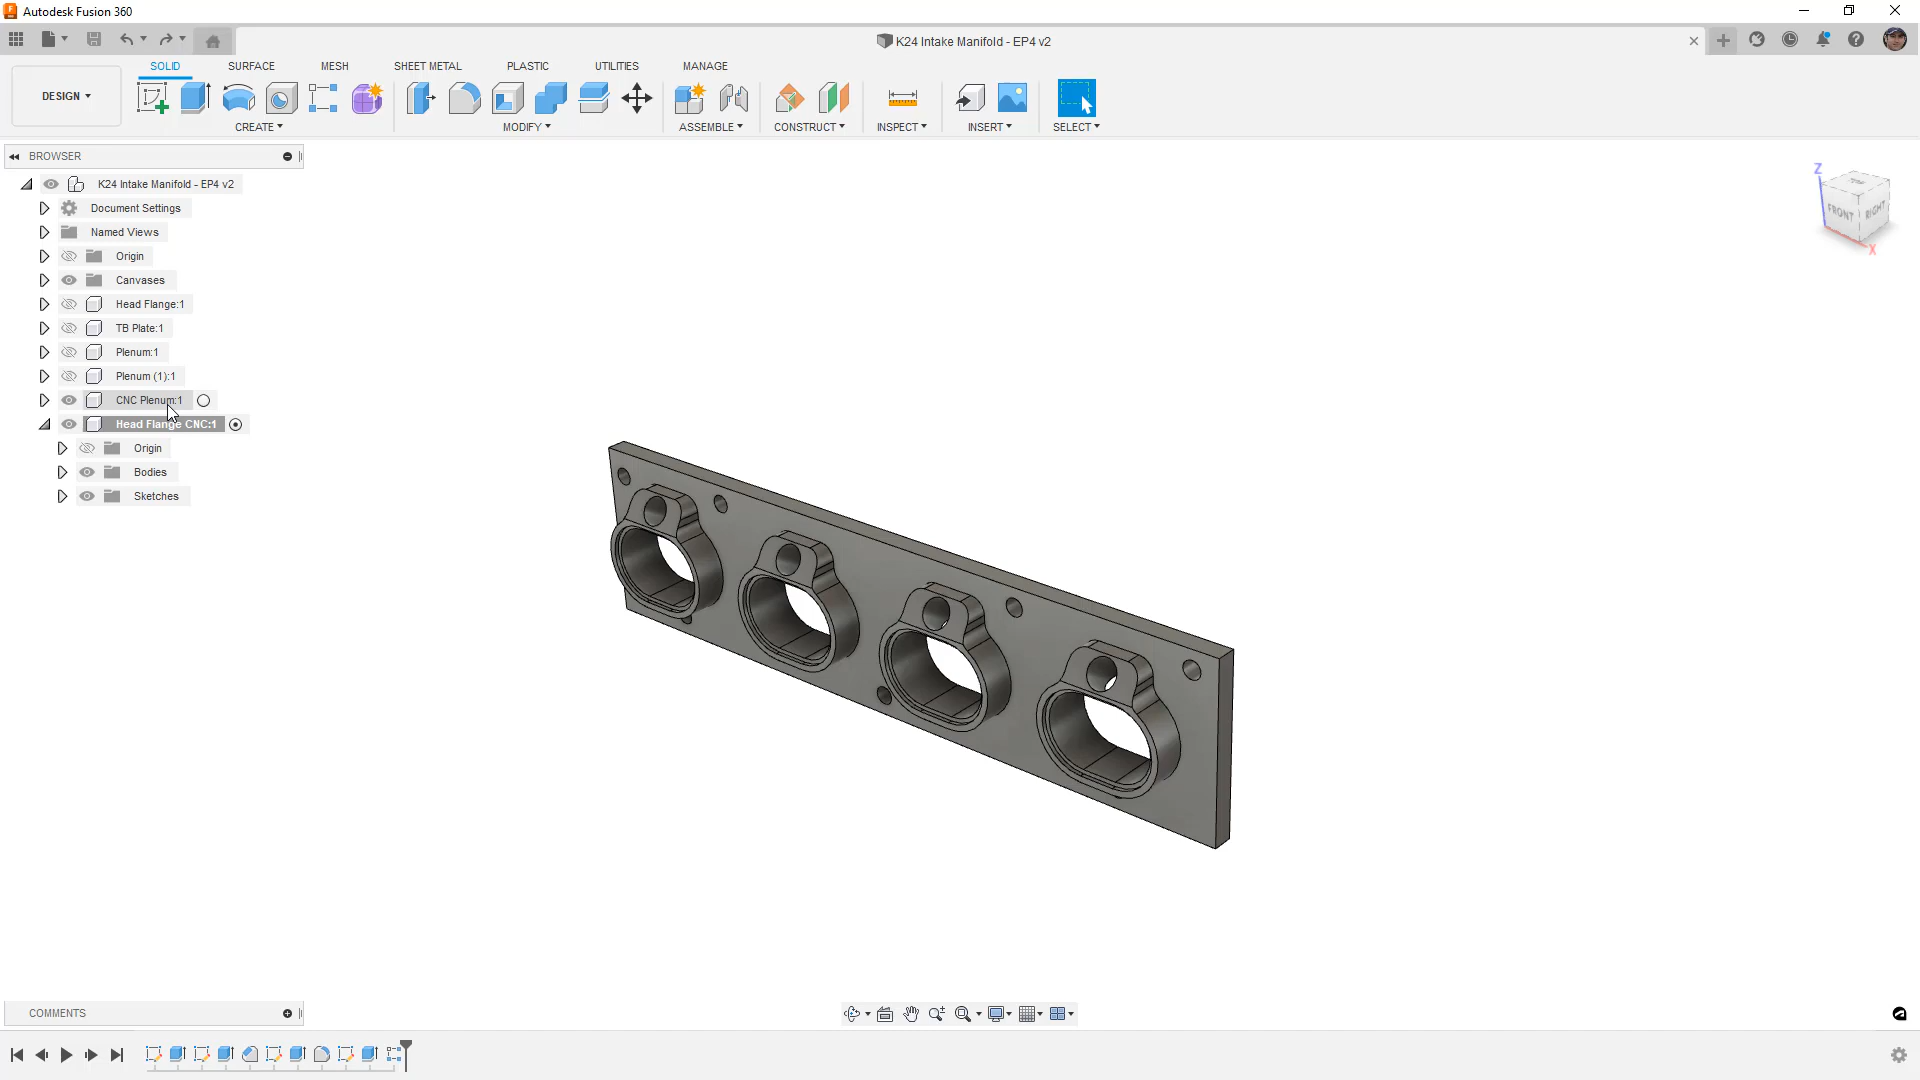 Autodesk Fusion 360
K24 Intake Manifold - EP4 v2
SOLID SURFACE MESH SHEET METAL PLASTIC UTILITIES MANAGE
DESIGN
CREATE MODIFY ASSEMBLE CONSTRUCT INSPECT INSERT SELECT
BROWSER
K24 Intake Manifold - EP4 v2
Document Settings
Named Views
Origin
Canvases
Head Flange:1
TB Plate:1
Plenum:1
Plenum (1):1
CNC Plenum:1
Head Flange CNC:1
Origin
Bodies
Sketches
Z
FRONT RIGHT
X
COMMENTS